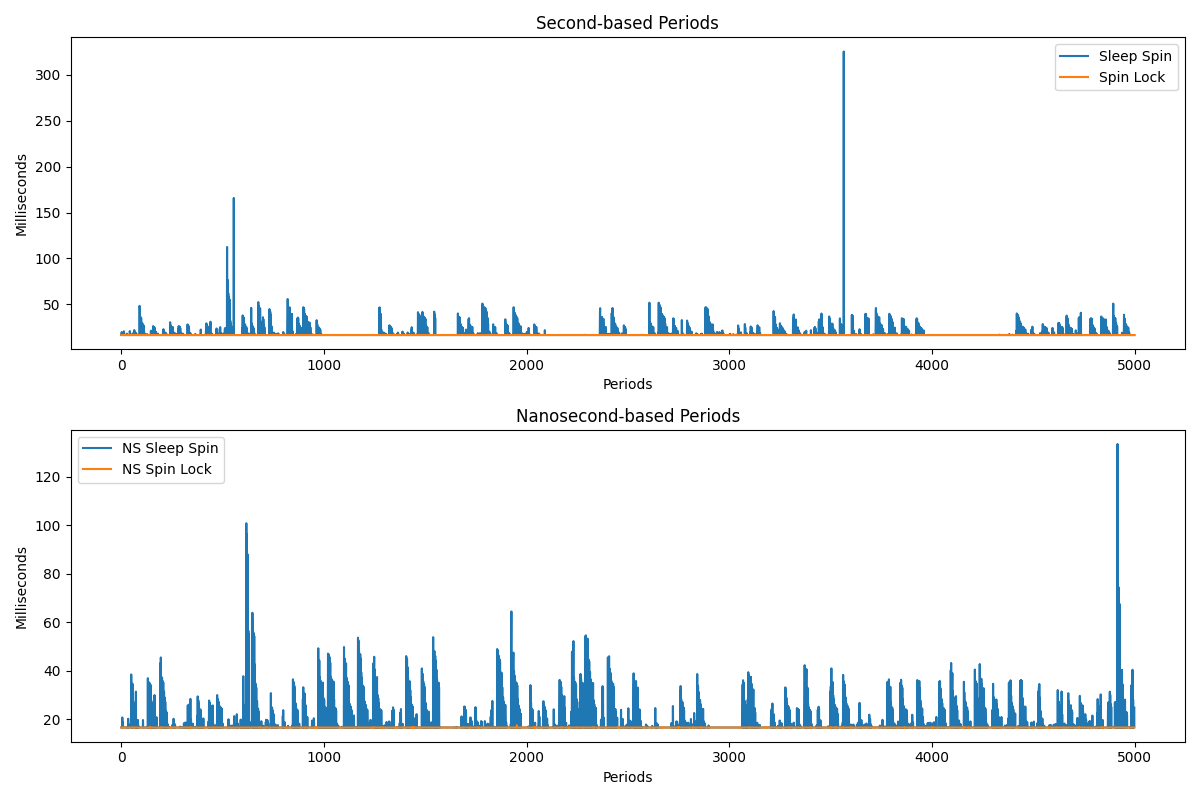 Second-based Periods
Milliseconds
300
250
200
150
100
50
Sleep Spin
Spin Lock
0 1000 2000 3000 4000 5000
Periods
Nanosecond-based Periods
Milliseconds
120
100
80
60
40
20
NS Sleep Spin
NS Spin Lock
0 1000 2000 3000 4000 5000
Periods